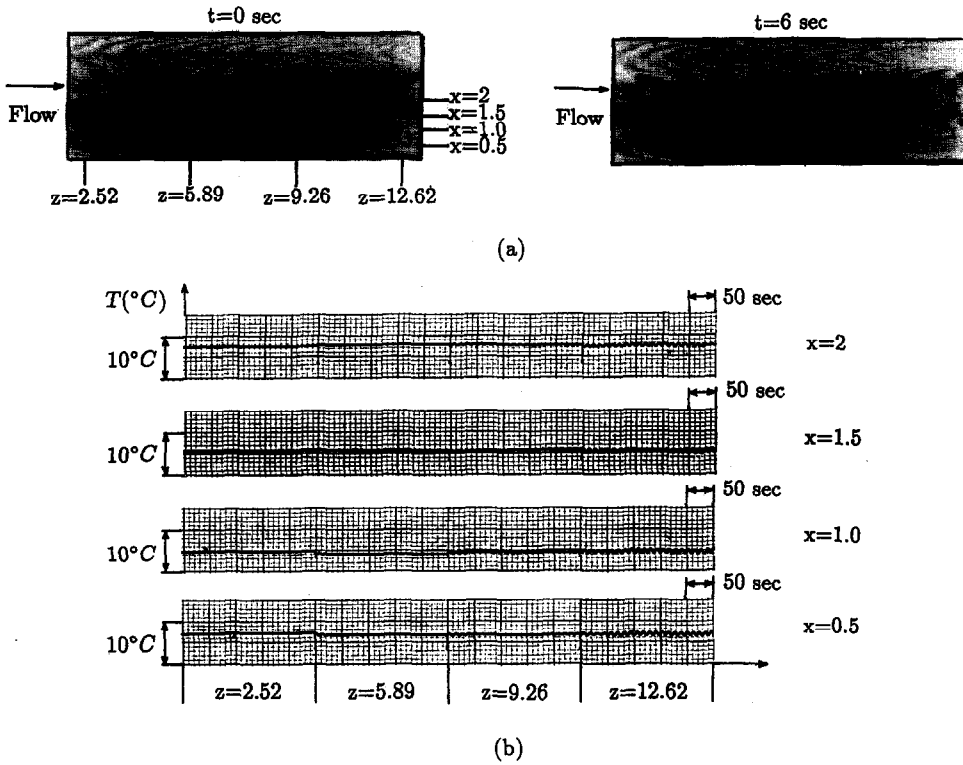 t=0 sec
t=6 sec
Flow
x=2
x=1.5
x=1.0
x=0.5
Flow
z=2.52 z=5.89 z=9.26 z=12.62
(a)
T(°C)
50 sec
10°C
x=2
50 sec
10°C
x=1.5
50 sec
10°C
x=1.0
50 sec
10°C
x=0.5
z=2.52 z=5.89 z=9.26 z=12.62
(b)